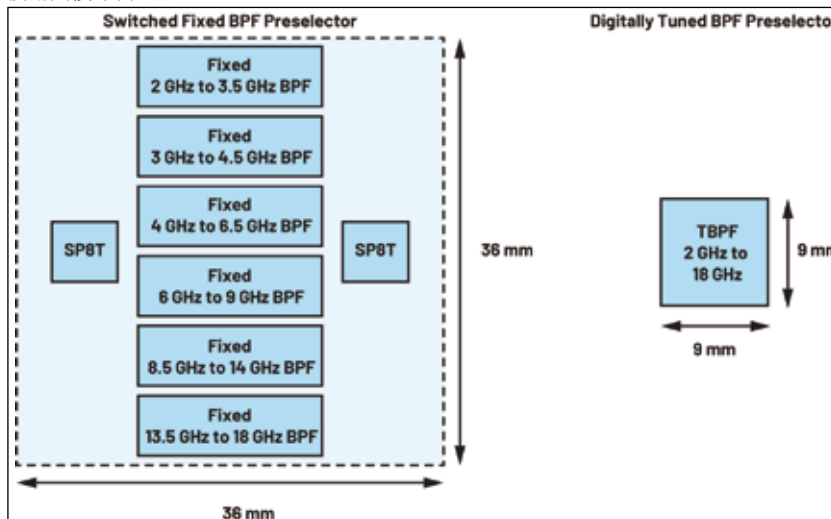 Switched Fixed BPF Preselector
Fixed
2 GHz to 3.5 GHz BPF
Fixed
3 GHz to 4.5 GHz BPF
Fixed
4 GHz to 6.5 GHz BPF
Fixed
6 GHz to 9 GHz BPF
Fixed
8.5 GHz to 14 GHz BPF
Fixed
13.5 GHz to 18 GHz BPF
SP8T
SP8T
36 mm
36 mm
Digitally Tuned BPF Preselecto
TBPF
2 GHz to
18 GHz
9 mm
9 mm